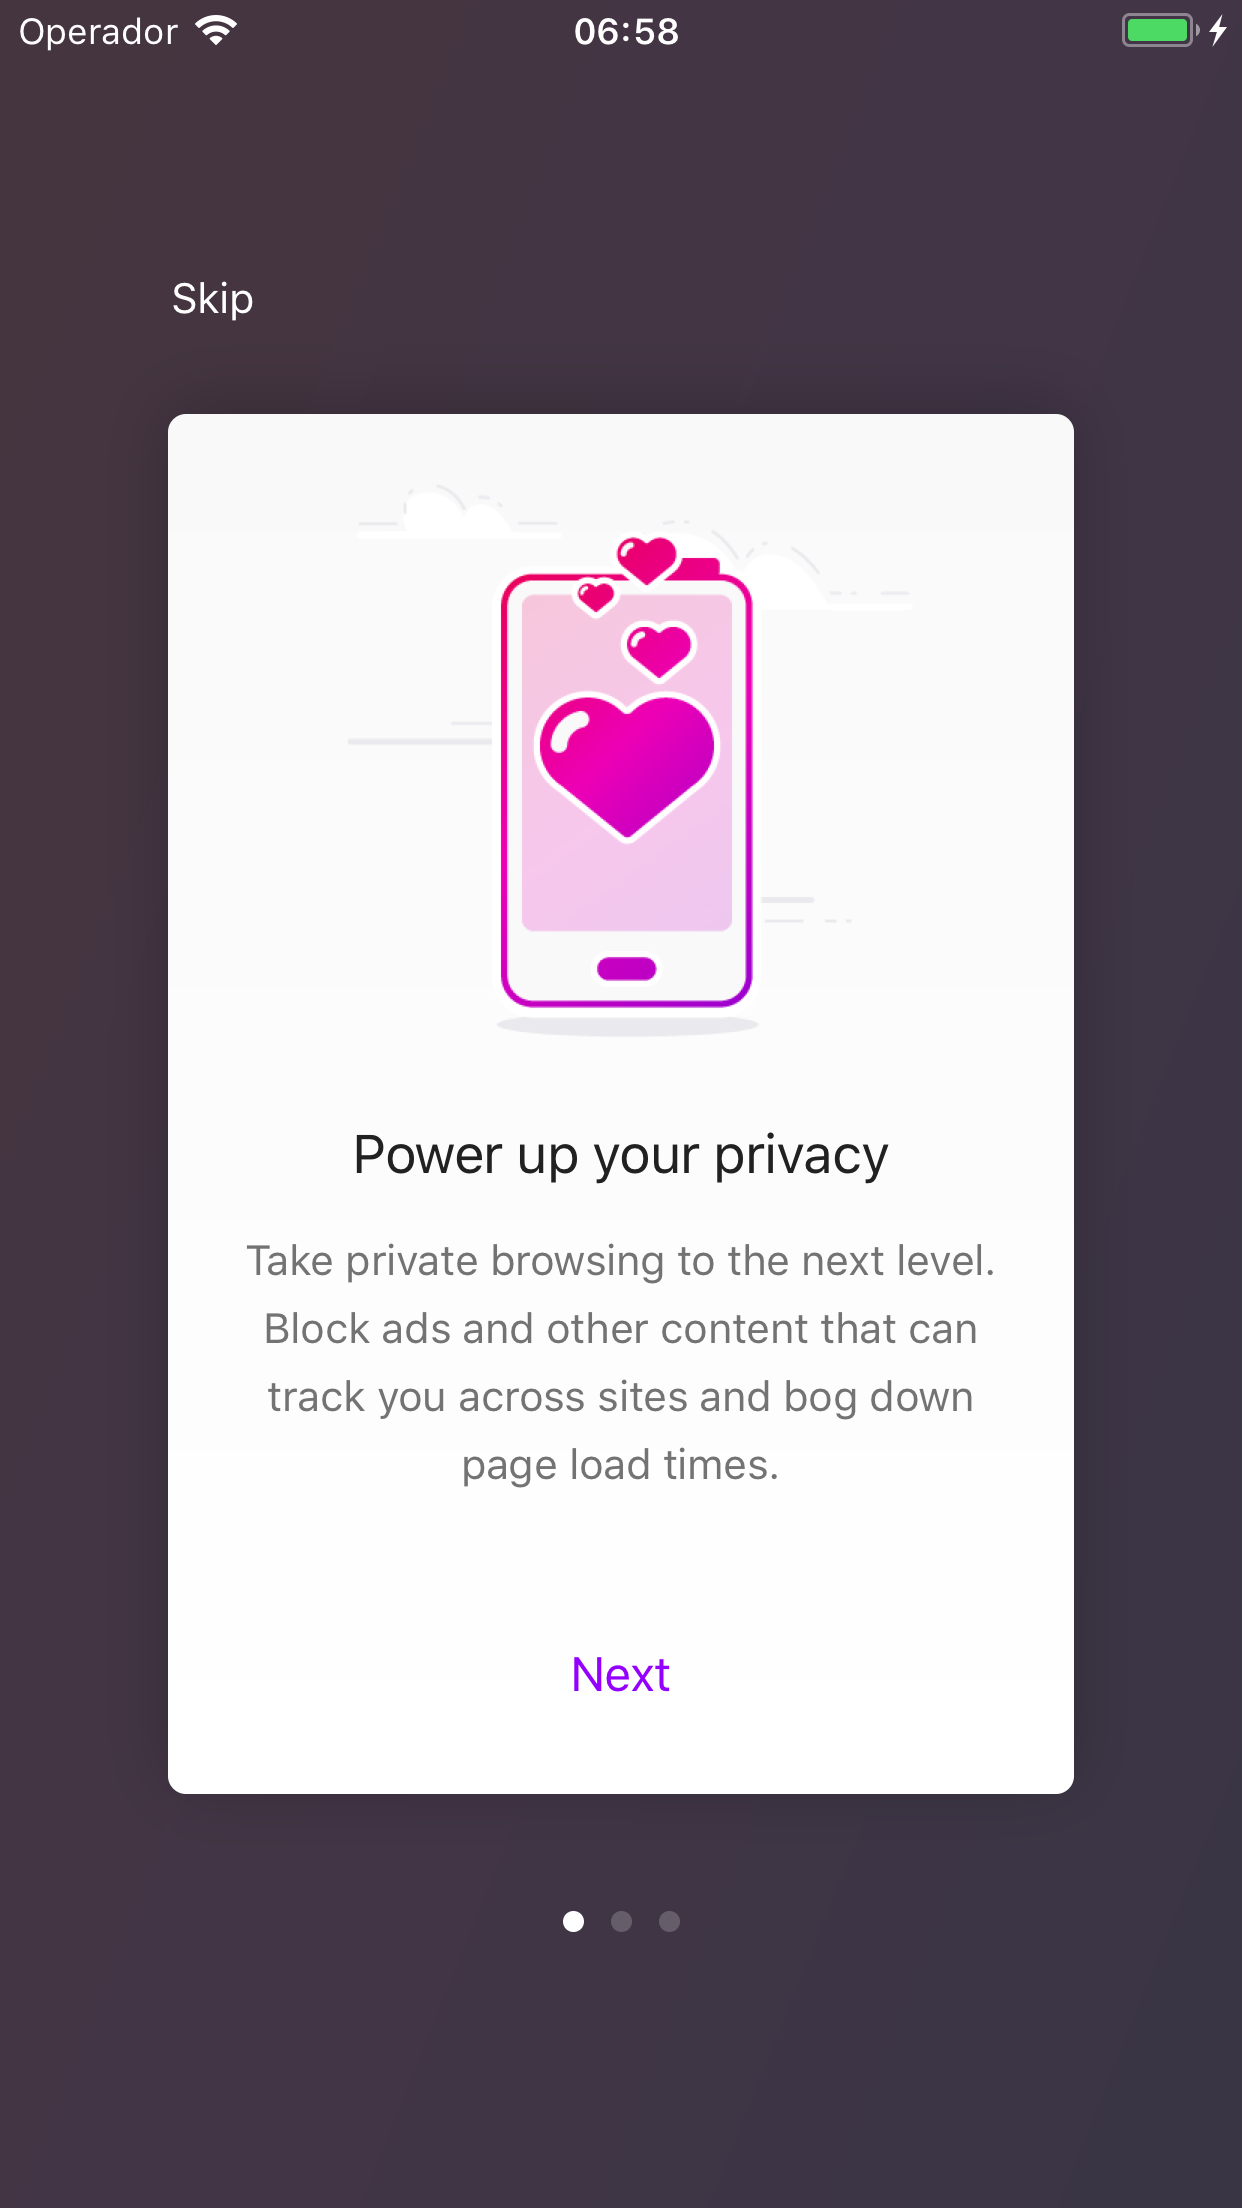 Operador
06:58
Skip
Power up your privacy
Take private browsing to the next level.
Block ads and other content that can
track you across sites and bog down
page load times.
Next